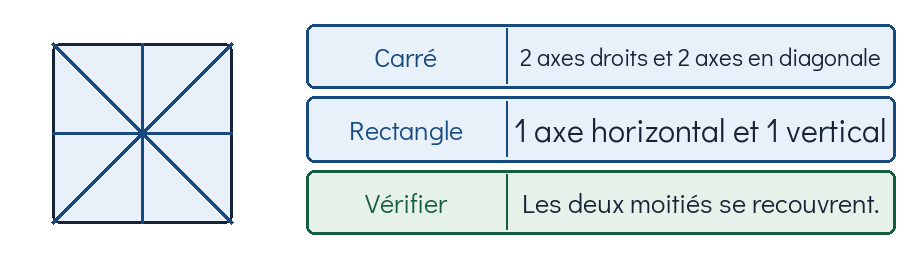 Carré
2 axes droits et 2 axes en diagonale
Rectangle
1 axe horizontal et 1 vertical
Vérifier
Les deux moitiés se recouvrent.